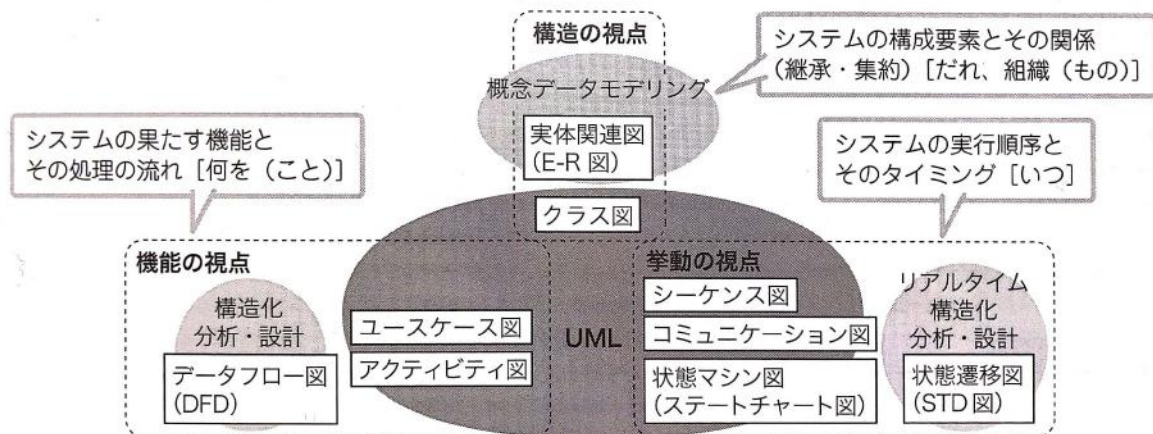 構造の視点
システムの構成要素とその関係
(継承・集約)[だれ、組織(もの)]
概念データモデリング
実体関連図
(E-R 図)
システムの果たす機能と
その処理の流れ[何を(こと)]
システムの実行順序と
そのタイミング[いつ]
クラス図
機能の視点
構造化
分析・設計
データフロー図
(DFD)
ユースケース図
アクティビティ図
UML
挙動の視点
シーケンス図
コミュニケーション図
状態マシン図
(ステートチャート図)
リアルタイム
構造化
分析・設計
状態遷移図
(STD 図)